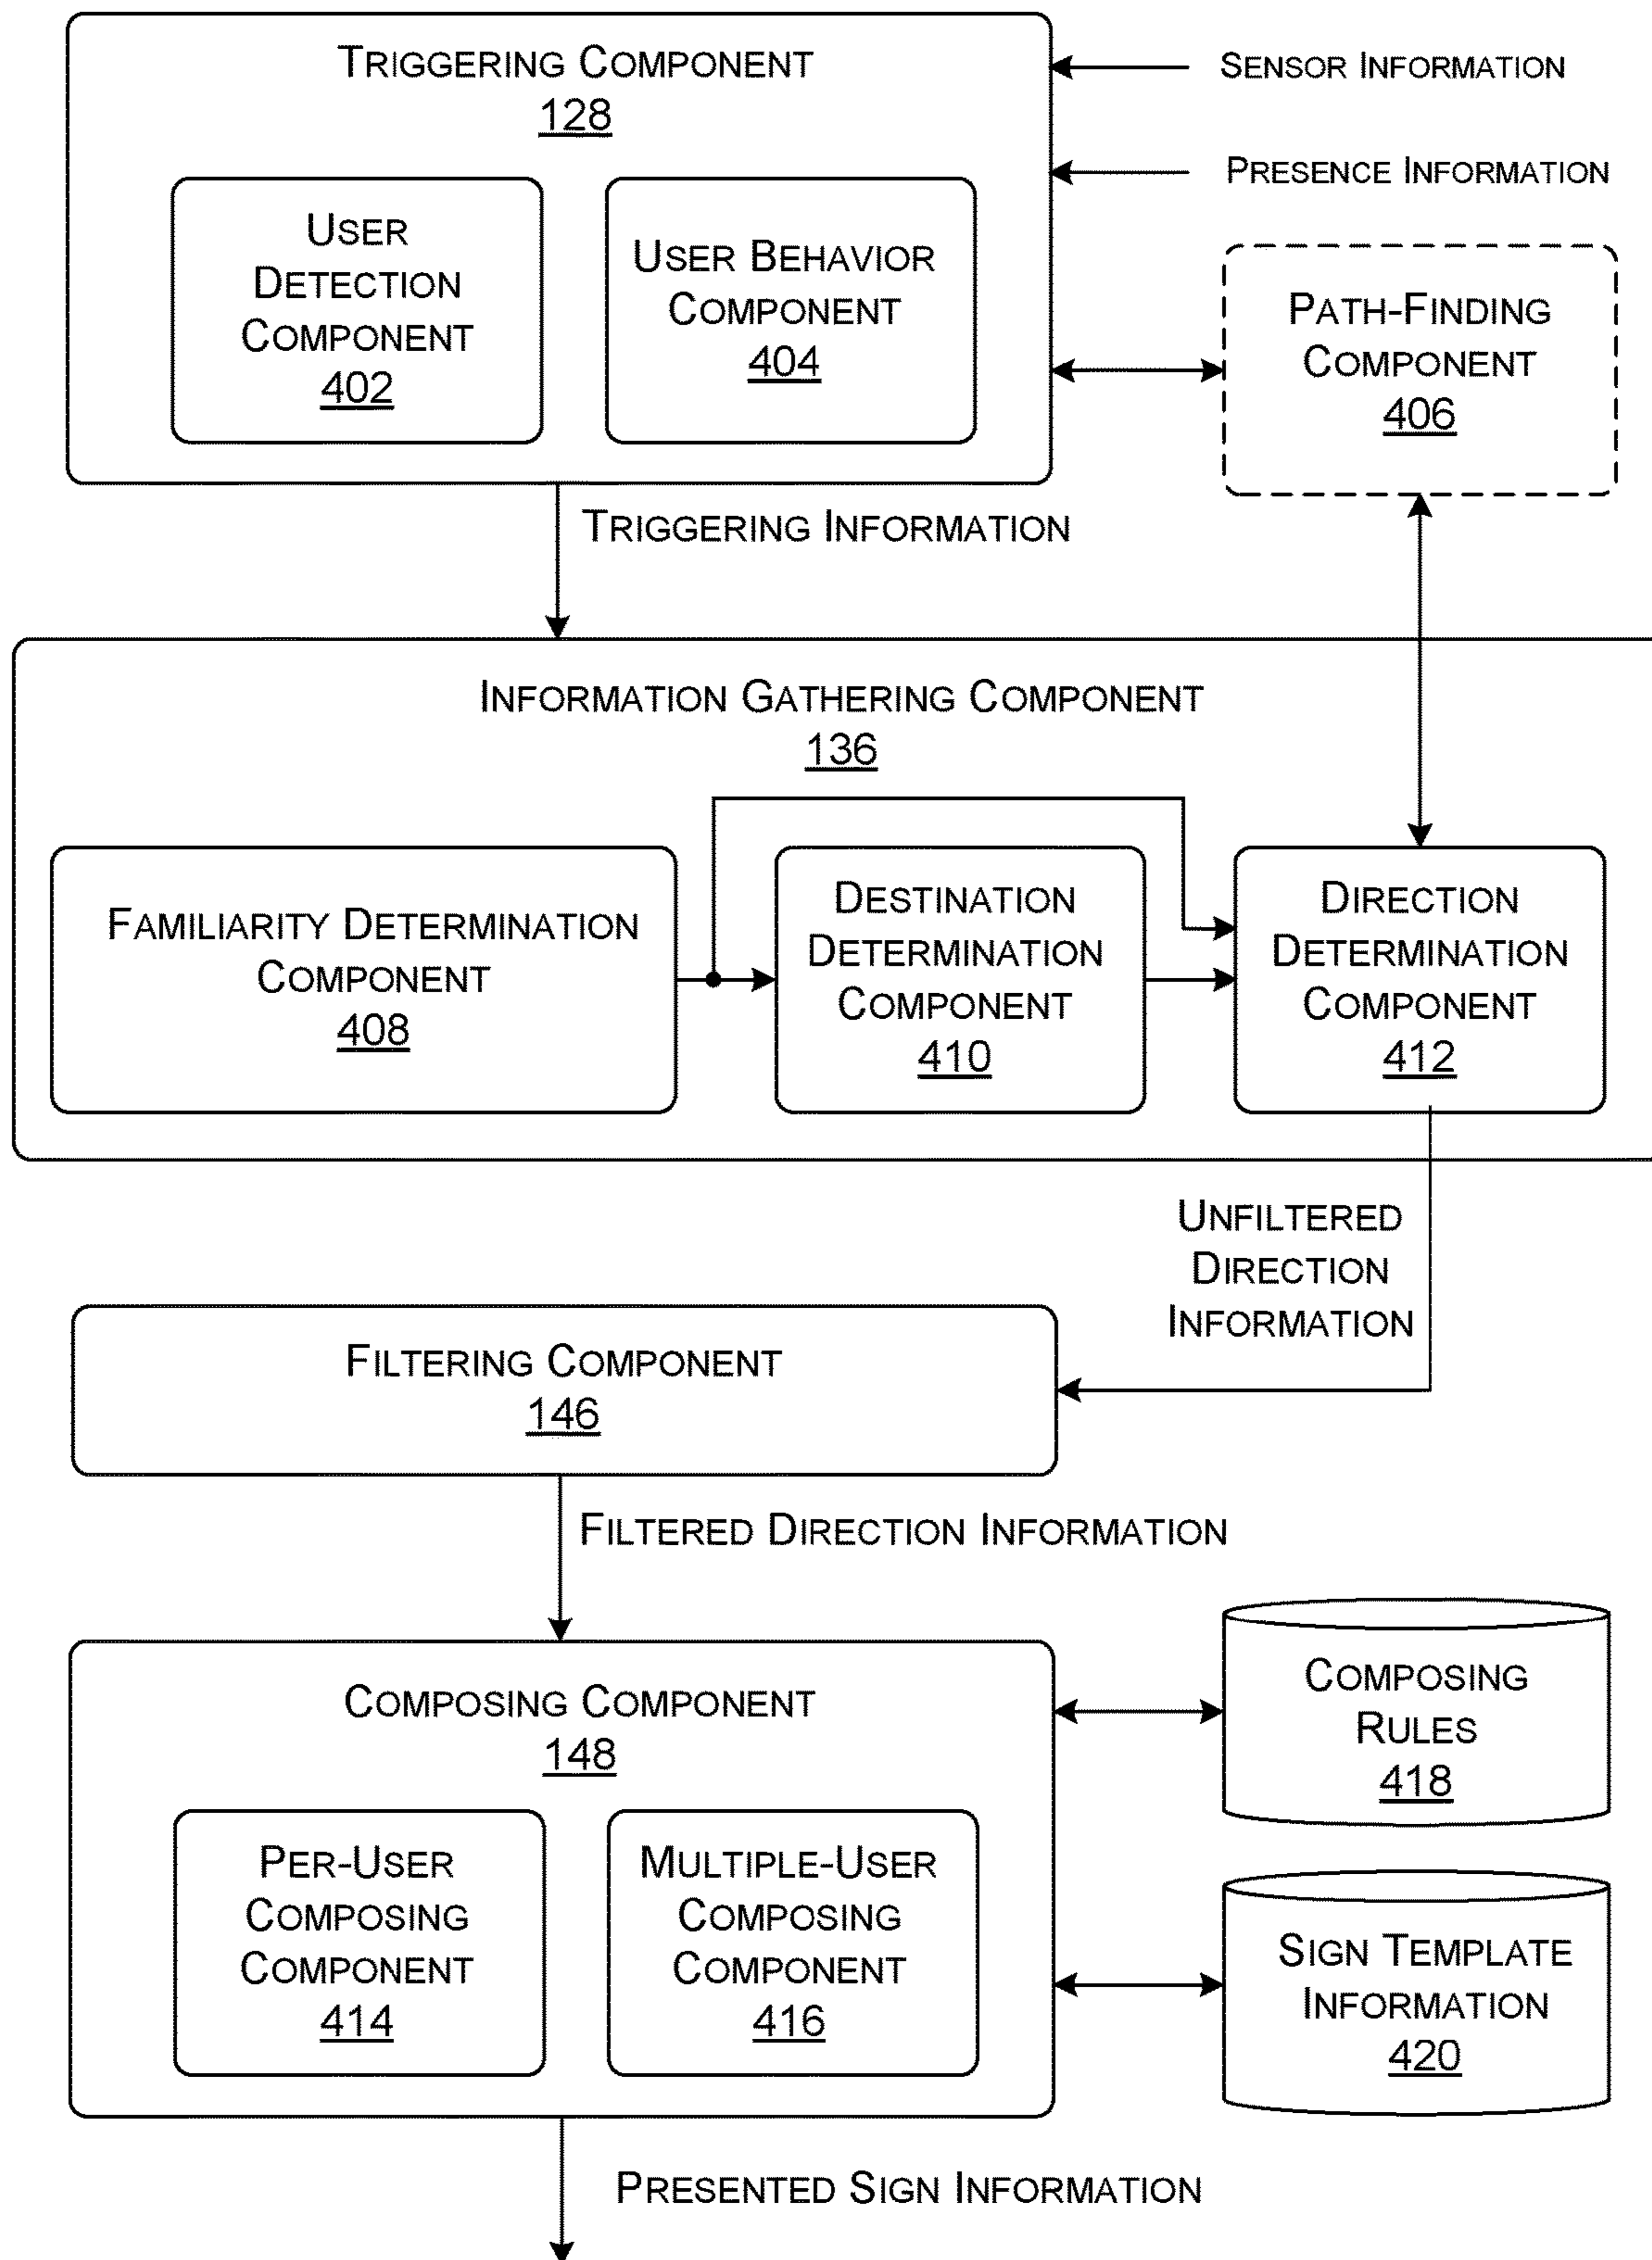 TRIGGERING COMPONENT
128
SENSOR INFORMATION
PRESENCE INFORMATION
USER
DETECTION
COMPONENT
402
USER BEHAVIOR
COMPONENT
404
PATH-FINDING
COMPONENT
406
TRIGGERING INFORMATION
INFORMATION GATHERING COMPONENT
136
FAMILIARITY DETERMINATION
COMPONENT
408
DESTINATION
DETERMINATION
COMPONENT
410
DIRECTION
DETERMINATION
COMPONENT
412
UNFILTERED
DIRECTION
INFORMATION
FILTERING COMPONENT
146
FILTERED DIRECTION INFORMATION
COMPOSING COMPONENT
148
PER-USER
COMPOSING
COMPONENT
414
MULTIPLE-USER
COMPOSING
COMPONENT
416
COMPOSING
RULES
418
SIGN TEMPLATE
INFORMATION
420
PRESENTED SIGN INFORMATION